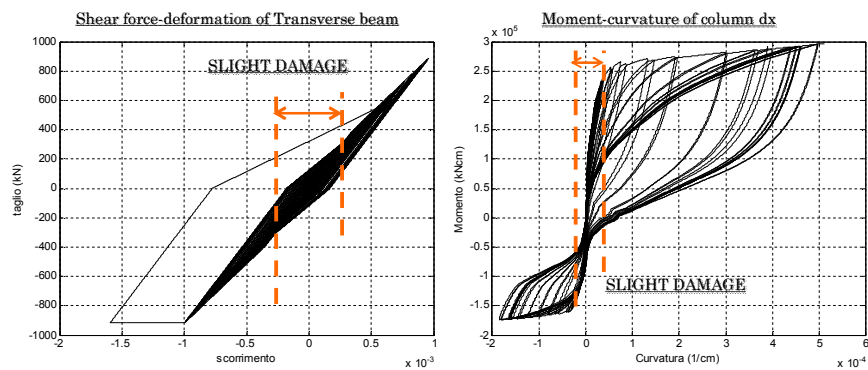 Shear force-deformation of Transverse beam
1000
800
600
400
200
0
-200
-400
-600
-800
-1000
taglio (kN)
SLIGHT DAMAGE
-2 -1.5 -1 -0.5 0 0.5 1
scorrimento
x 10⁻³
Moment-curvature of column dx
x 10⁵
3
2.5
2
1.5
1
0.5
0
-0.5
-1
-1.5
-2
Momento (kNcm)
SLIGHT DAMAGE
-2 -1 0 1 2 3 4 5 6
Curvatura (1/cm)
x 10⁻⁴